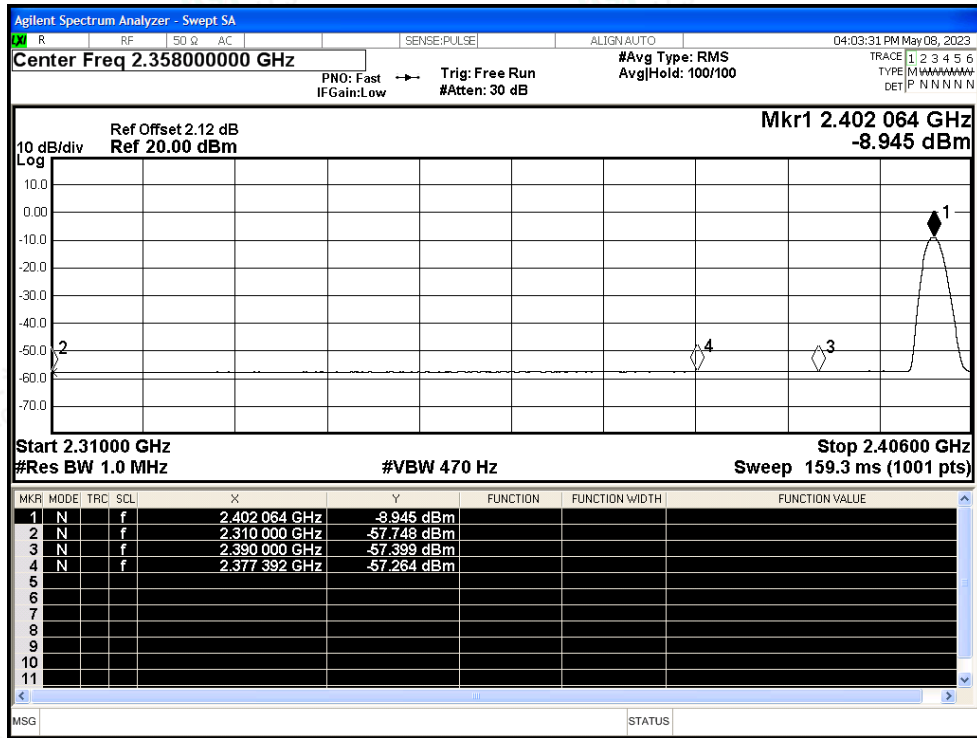 Agilent Spectrum Analyzer - Swept SA
LXI R RF 50 Ω AC SENSE:PULSE ALIGN AUTO 04:03:31 PM May 08, 2023
Center Freq 2.358000000 GHz
PNO: Fast
IFGain:Low
Trig: Free Run
#Atten: 30 dB
#Avg Type: RMS
Avg|Hold: 100/100
TRACE 1 2 3 4 5 6
TYPE M
DET P N N N N N
Mkr1 2.402 064 GHz
-8.945 dBm
Ref Offset 2.12 dB
10 dB/div Ref 20.00 dBm
Log
10.0
0.00
-10.0
-20.0
-30.0
-40.0
-50.0
-60.0
-70.0
1
2
4
3
Start 2.31000 GHz Stop 2.40600 GHz
#Res BW 1.0 MHz #VBW 470 Hz Sweep 159.3 ms (1001 pts)
MKR MODE TRC SCL X Y FUNCTION FUNCTION WIDTH FUNCTION VALUE
1 N f 2.402 064 GHz -8.945 dBm
2 N f 2.310 000 GHz -57.748 dBm
3 N f 2.390 000 GHz -57.399 dBm
4 N f 2.377 392 GHz -57.264 dBm
5
6
7
8
9
10
11
MSG STATUS